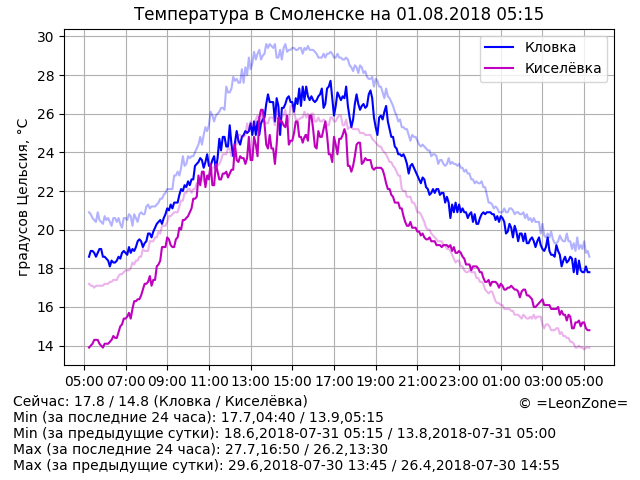 Температура в Смоленске на 01.08.2018 05:15
30
28
26
24
22
20
18
16
14
градусов Цельсия, °C
Кловка
Киселёвка
05:00 07:00 09:00 11:00 13:00 15:00 17:00 19:00 21:00 23:00 01:00 03:00 05:00
Сейчас: 17.8 / 14.8 (Кловка / Киселёвка)
© =LeonZone=
Min (за последние 24 часа): 17.7,04:40 / 13.9,05:15
Min (за предыдущие сутки): 18.6,2018-07-31 05:15 / 13.8,2018-07-31 05:00
Max (за последние 24 часа): 27.7,16:50 / 26.2,13:30
Max (за предыдущие сутки): 29.6,2018-07-30 13:45 / 26.4,2018-07-30 14:55